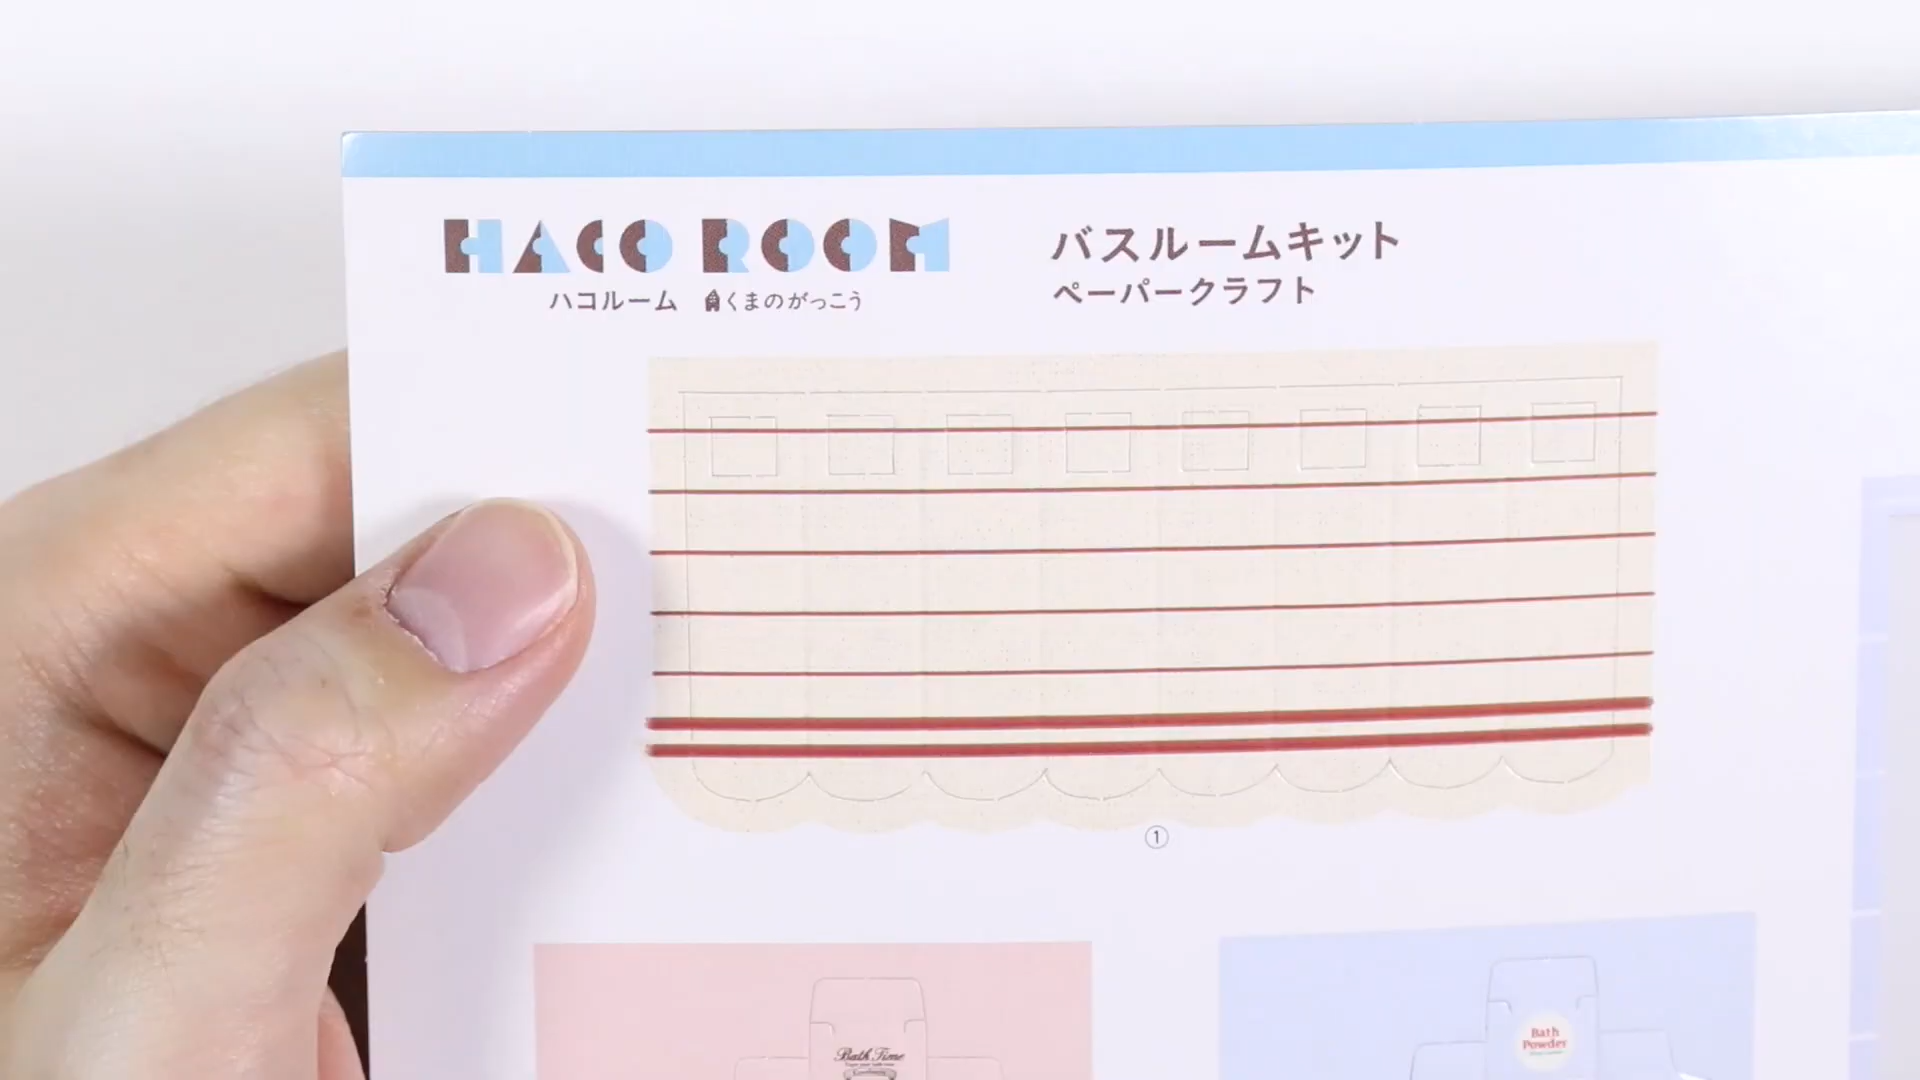 HACO ROOM
ハコルーム くまのがっこう
バスルームキット
ペーパークラフト
①
Bath Time
Bath
Powder